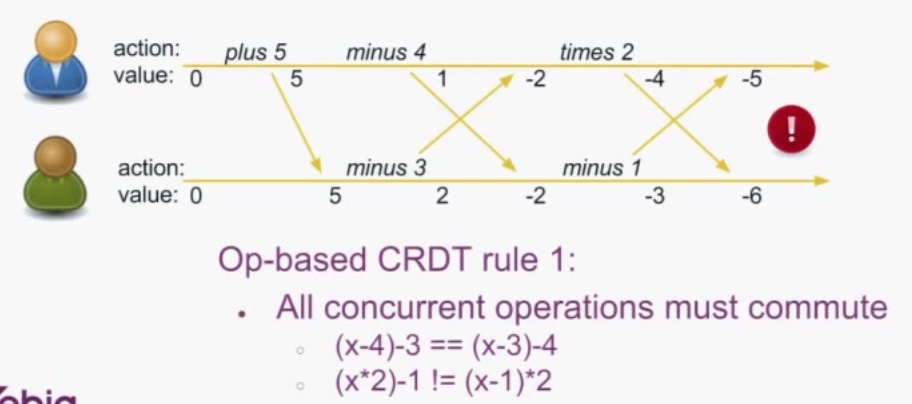 action: plus 5 minus 4 times 2
value: 0 5 1 -2 -4 -5
!
action: minus 3 minus 1
value: 0 5 2 -2 -3 -6
Op-based CRDT rule 1:
• All concurrent operations must commute
○ (x-4)-3 == (x-3)-4
○ (x*2)-1 != (x-1)*2